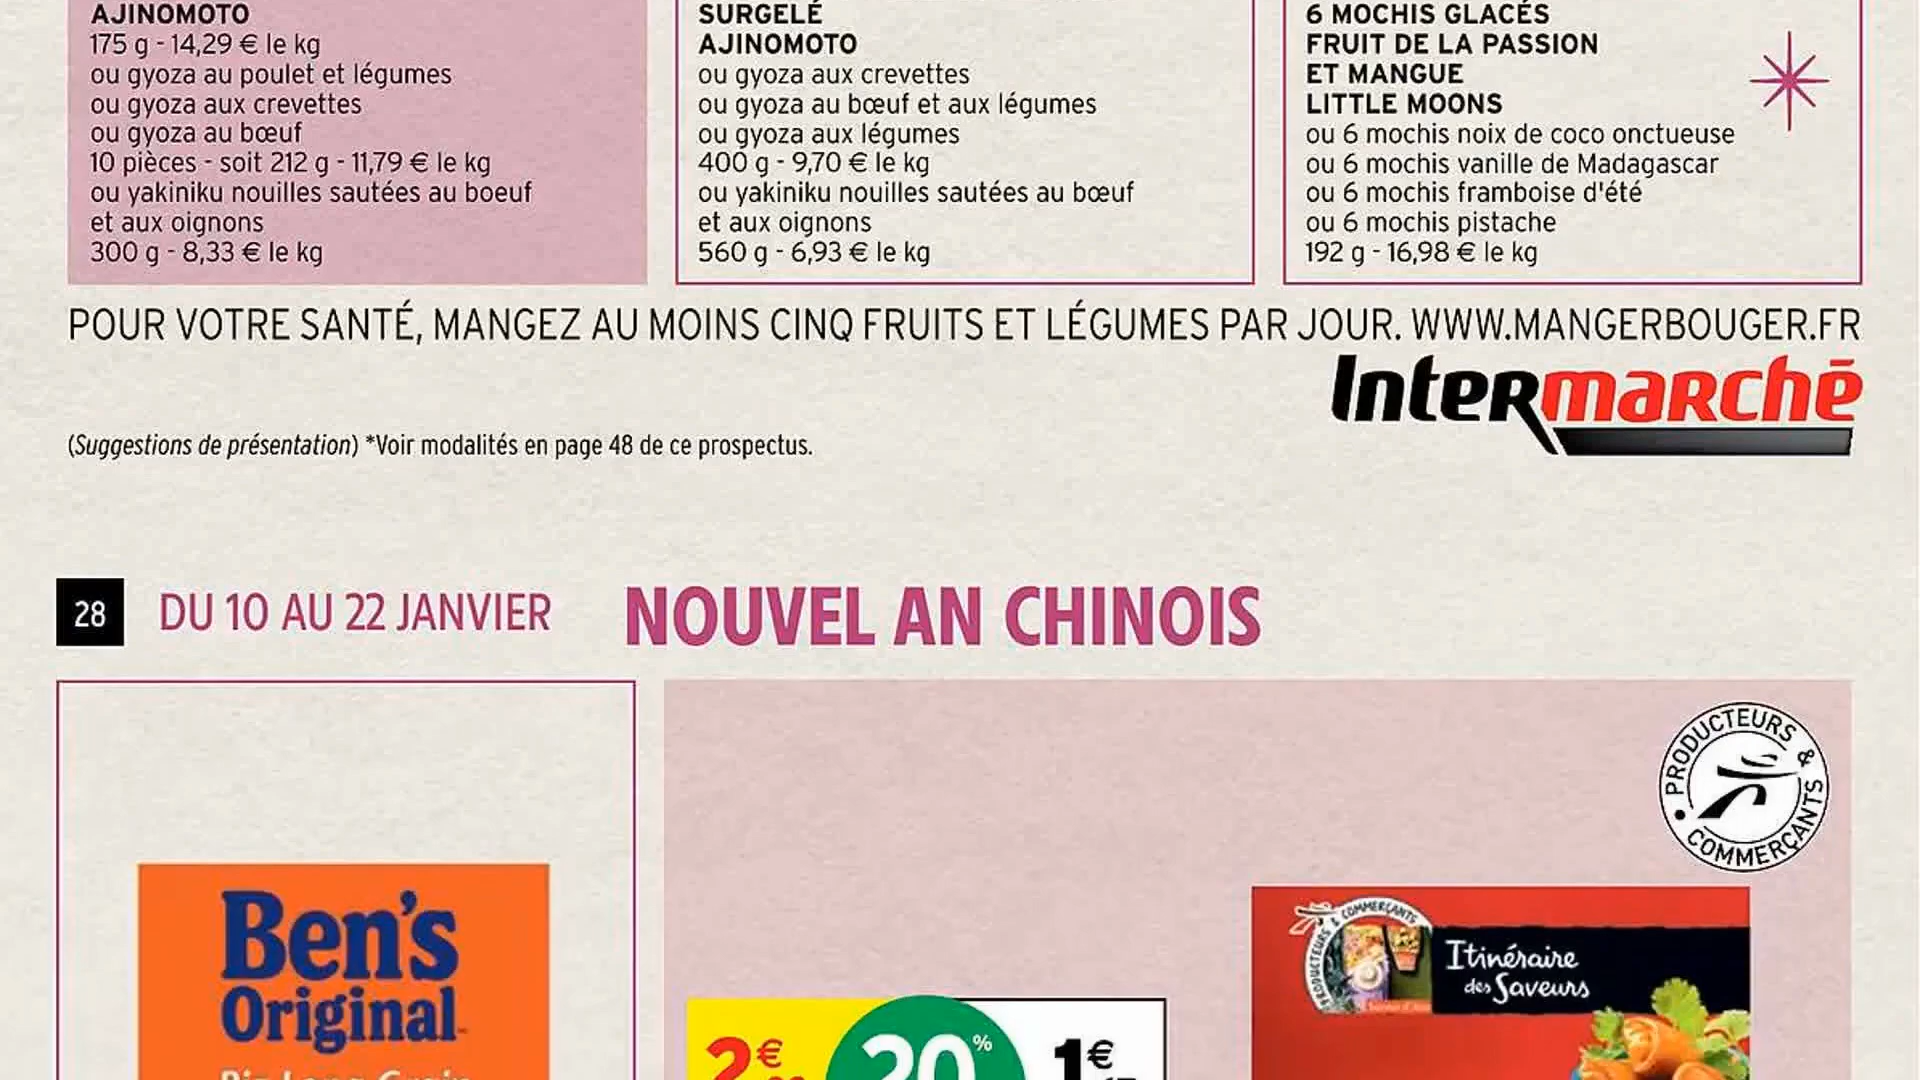 AJINOMOTO
175 g - 14,29 € le kg
ou gyoza au poulet et légumes
ou gyoza aux crevettes
ou gyoza au bœuf
10 pièces - soit 212 g - 11,79 € le kg
ou yakiniku nouilles sautées au boeuf
et aux oignons
300 g - 8,33 € le kg
SURGELÉ
AJINOMOTO
ou gyoza aux crevettes
ou gyoza au bœuf et aux légumes
ou gyoza aux légumes
400 g - 9,70 € le kg
ou yakiniku nouilles sautées au bœuf
et aux oignons
560 g - 6,93 € le kg
6 MOCHIS GLACÉS
FRUIT DE LA PASSION
ET MANGUE
LITTLE MOONS
ou 6 mochis noix de coco onctueuse
ou 6 mochis vanille de Madagascar
ou 6 mochis framboise d'été
ou 6 mochis pistache
192 g - 16,98 € le kg
POUR VOTRE SANTÉ, MANGEZ AU MOINS CINQ FRUITS ET LÉGUMES PAR JOUR. WWW.MANGERBOUGER.FR
Intermarché
(Suggestions de présentation) *Voir modalités en page 48 de ce prospectus.
28 DU 10 AU 22 JANVIER NOUVEL AN CHINOIS
PRODUCTEURS & COMMERÇANTS
Ben's
Original
PRODUCTEURS & COMMERÇANTS
Itinéraire
des Saveurs
2€
20%
1€